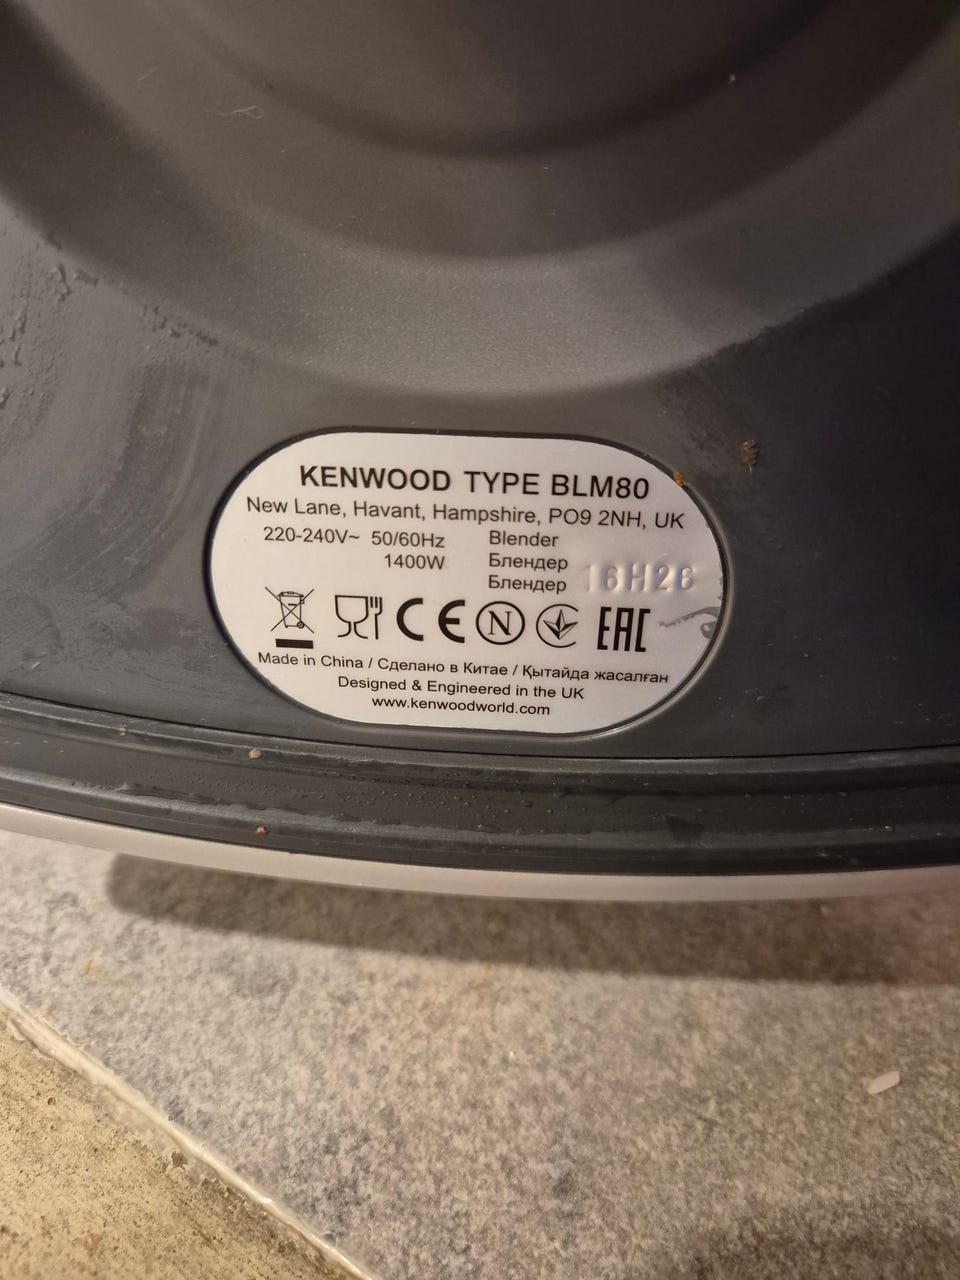 KENWOOD TYPE BLM80
New Lane, Havant, Hampshire, PO9 2NH, UK
220-240V~ 50/60Hz Blender
1400W Блендер
Блендер 16H26
CE N EAC
Made in China / Сделано в Китае / Қытайда жасалған
Designed & Engineered in the UK
www.kenwoodworld.com